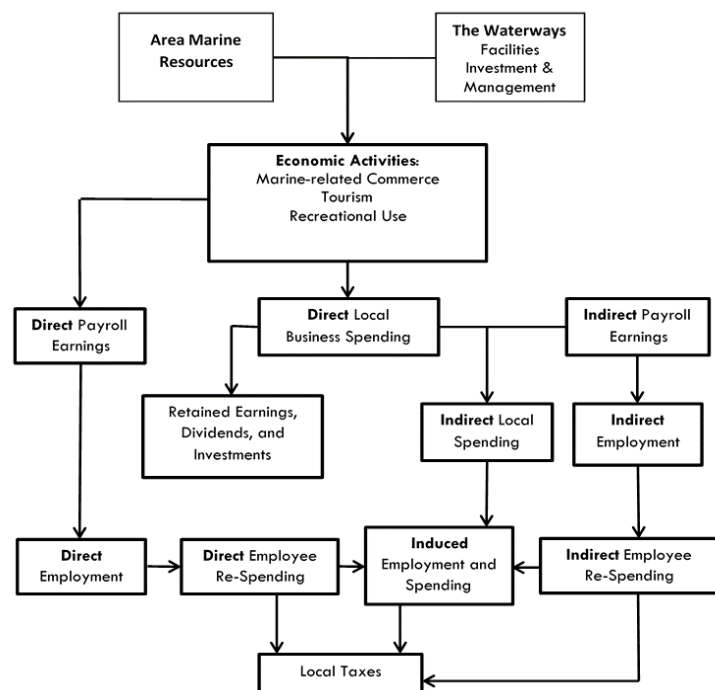 Area Marine
Resources
The Waterways
Facilities
Investment &
Management
Economic Activities:
Marine-related Commerce
Tourism
Recreational Use
Direct Payroll
Earnings
Direct Local
Business Spending
Indirect Payroll
Earnings
Retained Earnings,
Dividends, and
Investments
Indirect Local
Spending
Indirect
Employment
Direct
Employment
Direct Employee
Re-Spending
Induced
Employment and
Spending
Indirect Employee
Re-Spending
Local Taxes